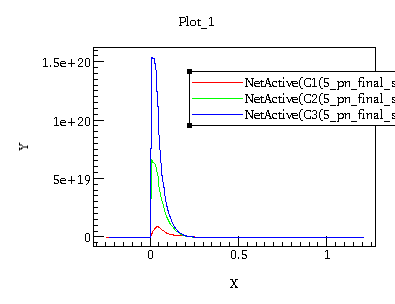 Plot_1
1.5e+20
1e+20
5e+19
0
Y
NetActive(C1(5_pn_final_s
NetActive(C2(5_pn_final_s
NetActive(C3(5_pn_final_s
0
0.5
1
X